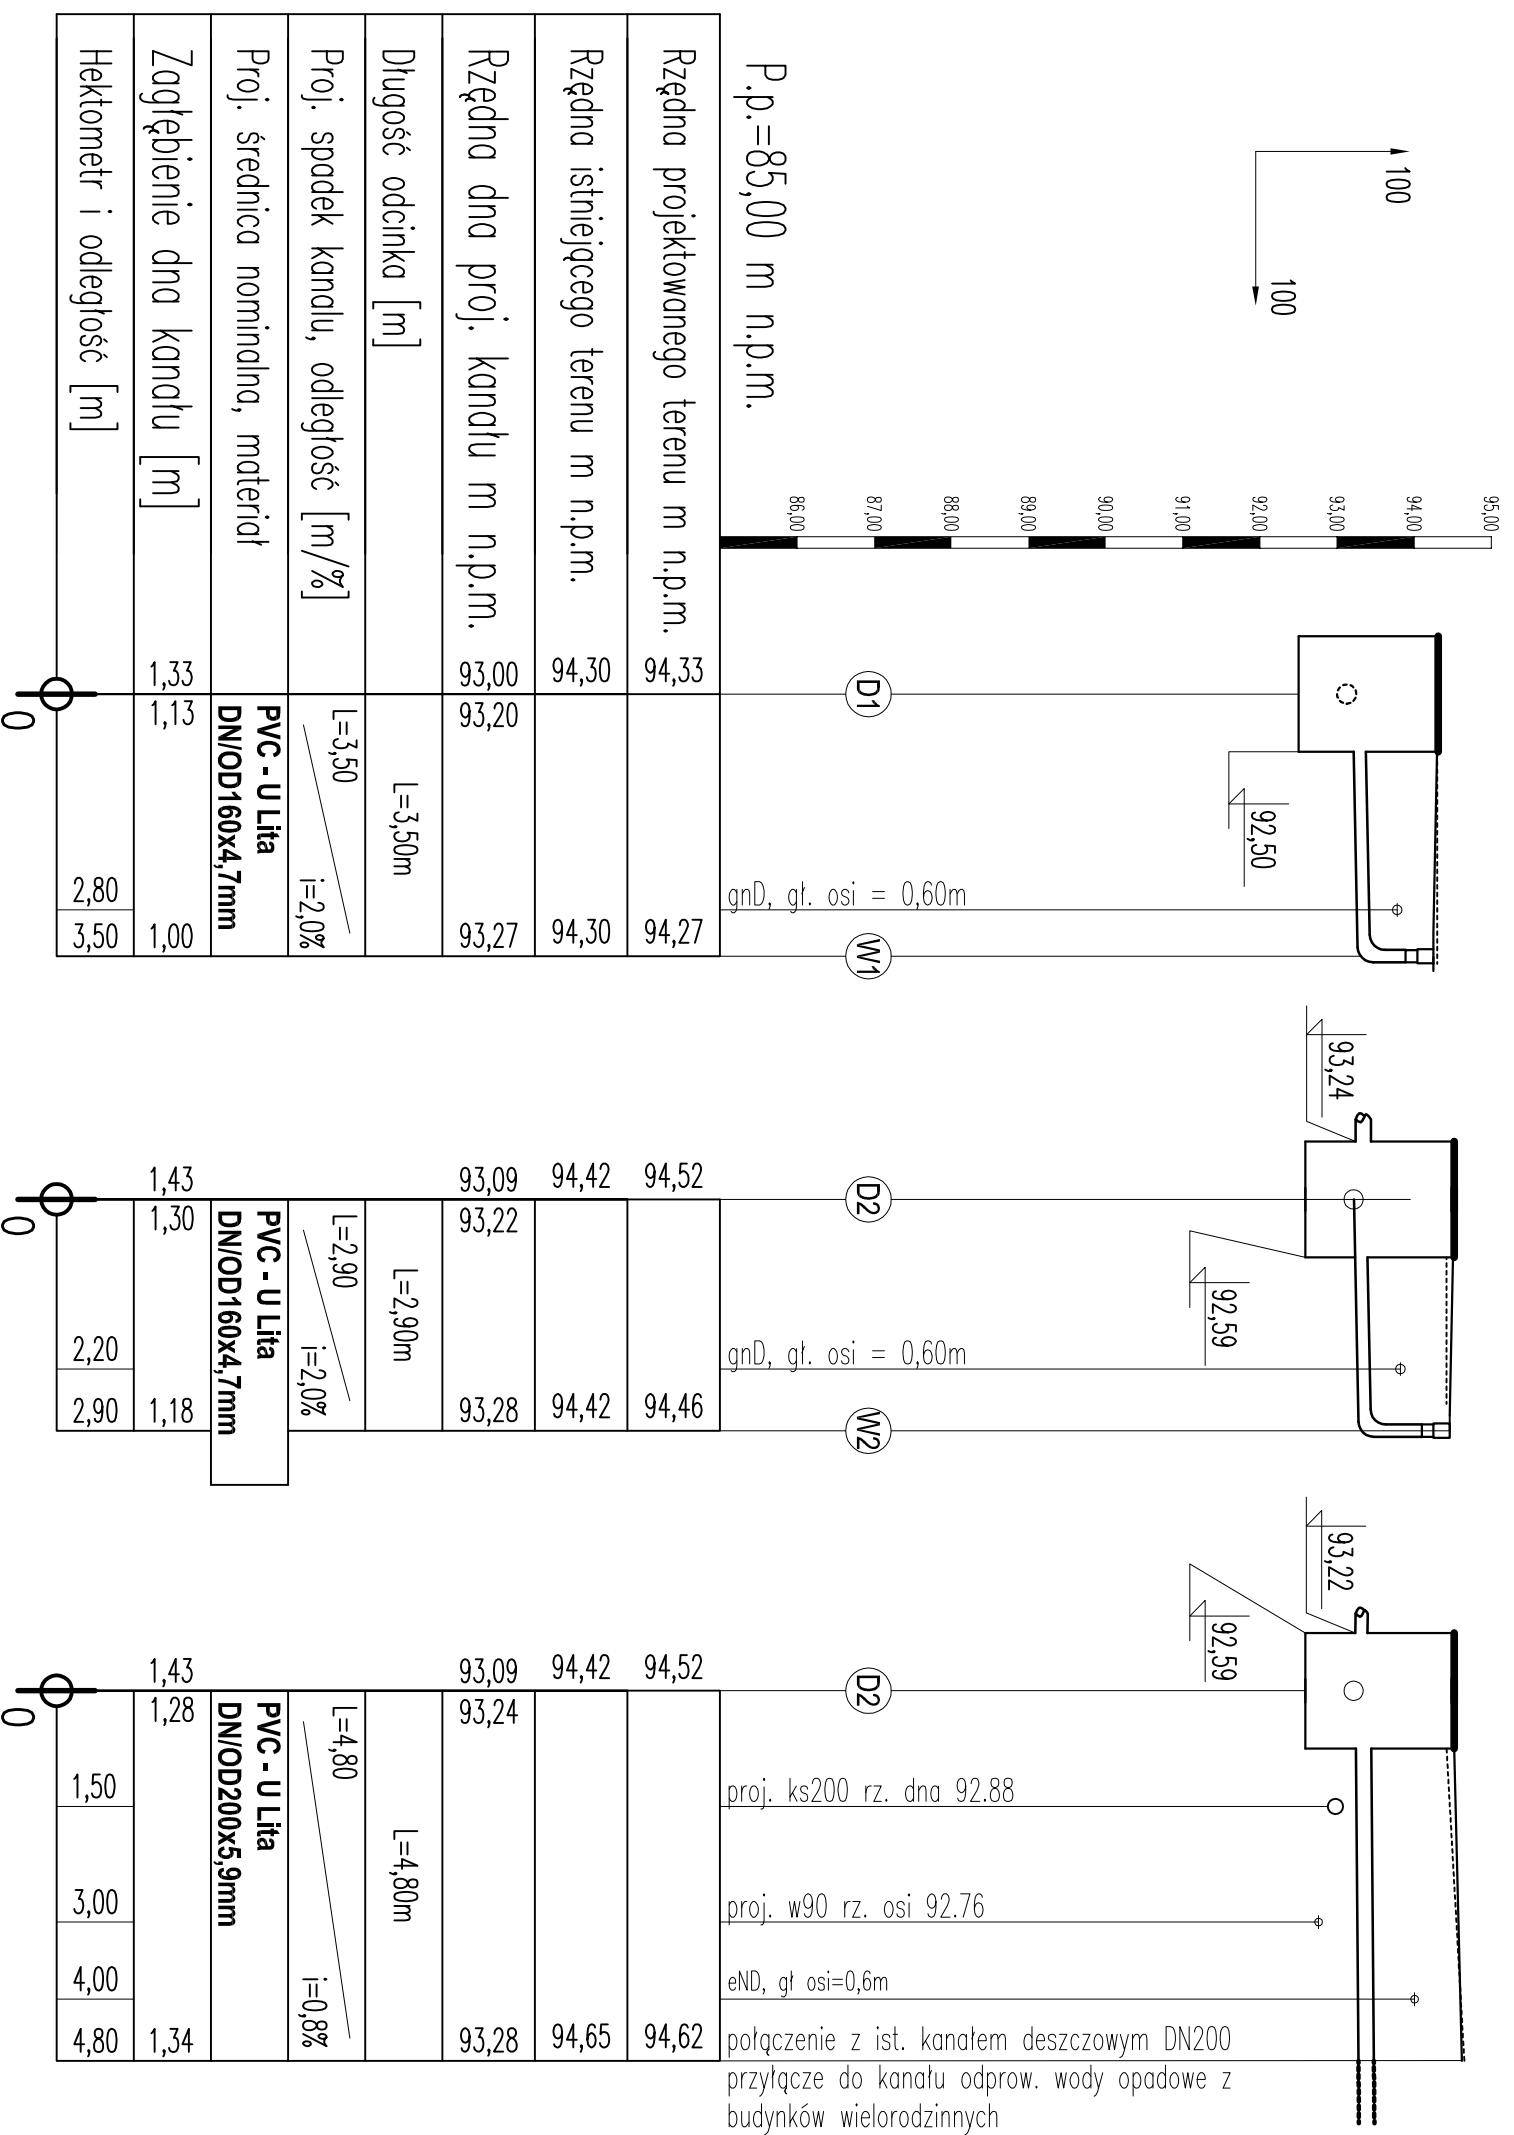 100
100
P.p.=85,00 m n.p.m.
95,00
94,00
93,00
92,00
91,00
90,00
89,00
88,00
87,00
86,00
Rzędna projektowanego terenu m n.p.m.
94,33
94,27
94,52
94,46
94,52
94,62
Rzędna istniejącego terenu m n.p.m.
94,30
94,30
94,42
94,42
94,42
94,65
Rzędna dna proj. kanału m n.p.m.
93,00
93,20
93,27
93,09
93,22
93,28
93,09
93,24
93,28
Długość odcinka [m]
L=3,50m
L=2,90m
L=4,80m
Proj. spadek kanalu, odległość [m/%]
L=3,50
i=2,0%
L=2,90
i=2,0%
L=4,80
i=0,8%
Proj. średnica nominalna, materiał
PVC - U Lita
DN/OD160x4,7mm
PVC - U Lita
DN/OD160x4,7mm
PVC - U Lita
DN/OD200x5,9mm
Zagłębienie dna kanału [m]
1,33
1,13
1,00
1,43
1,30
1,18
1,43
1,28
1,34
Hektometr i odległość [m]
2,80
3,50
2,20
2,90
1,50
3,00
4,00
4,80
0
0
0
D1
92,50
gnD, gł. osi = 0,60m
W1
93,24
D2
92,59
gnD, gł. osi = 0,60m
W2
93,22
92,59
D2
proj. ks200 rz. dna 92.88
proj. w90 rz. osi 92.76
eND, gł osi=0,6m
połączenie z ist. kanałem deszczowym DN200
przyłącze do kanału odprow. wody opadowe z
budynków wielorodzinnych